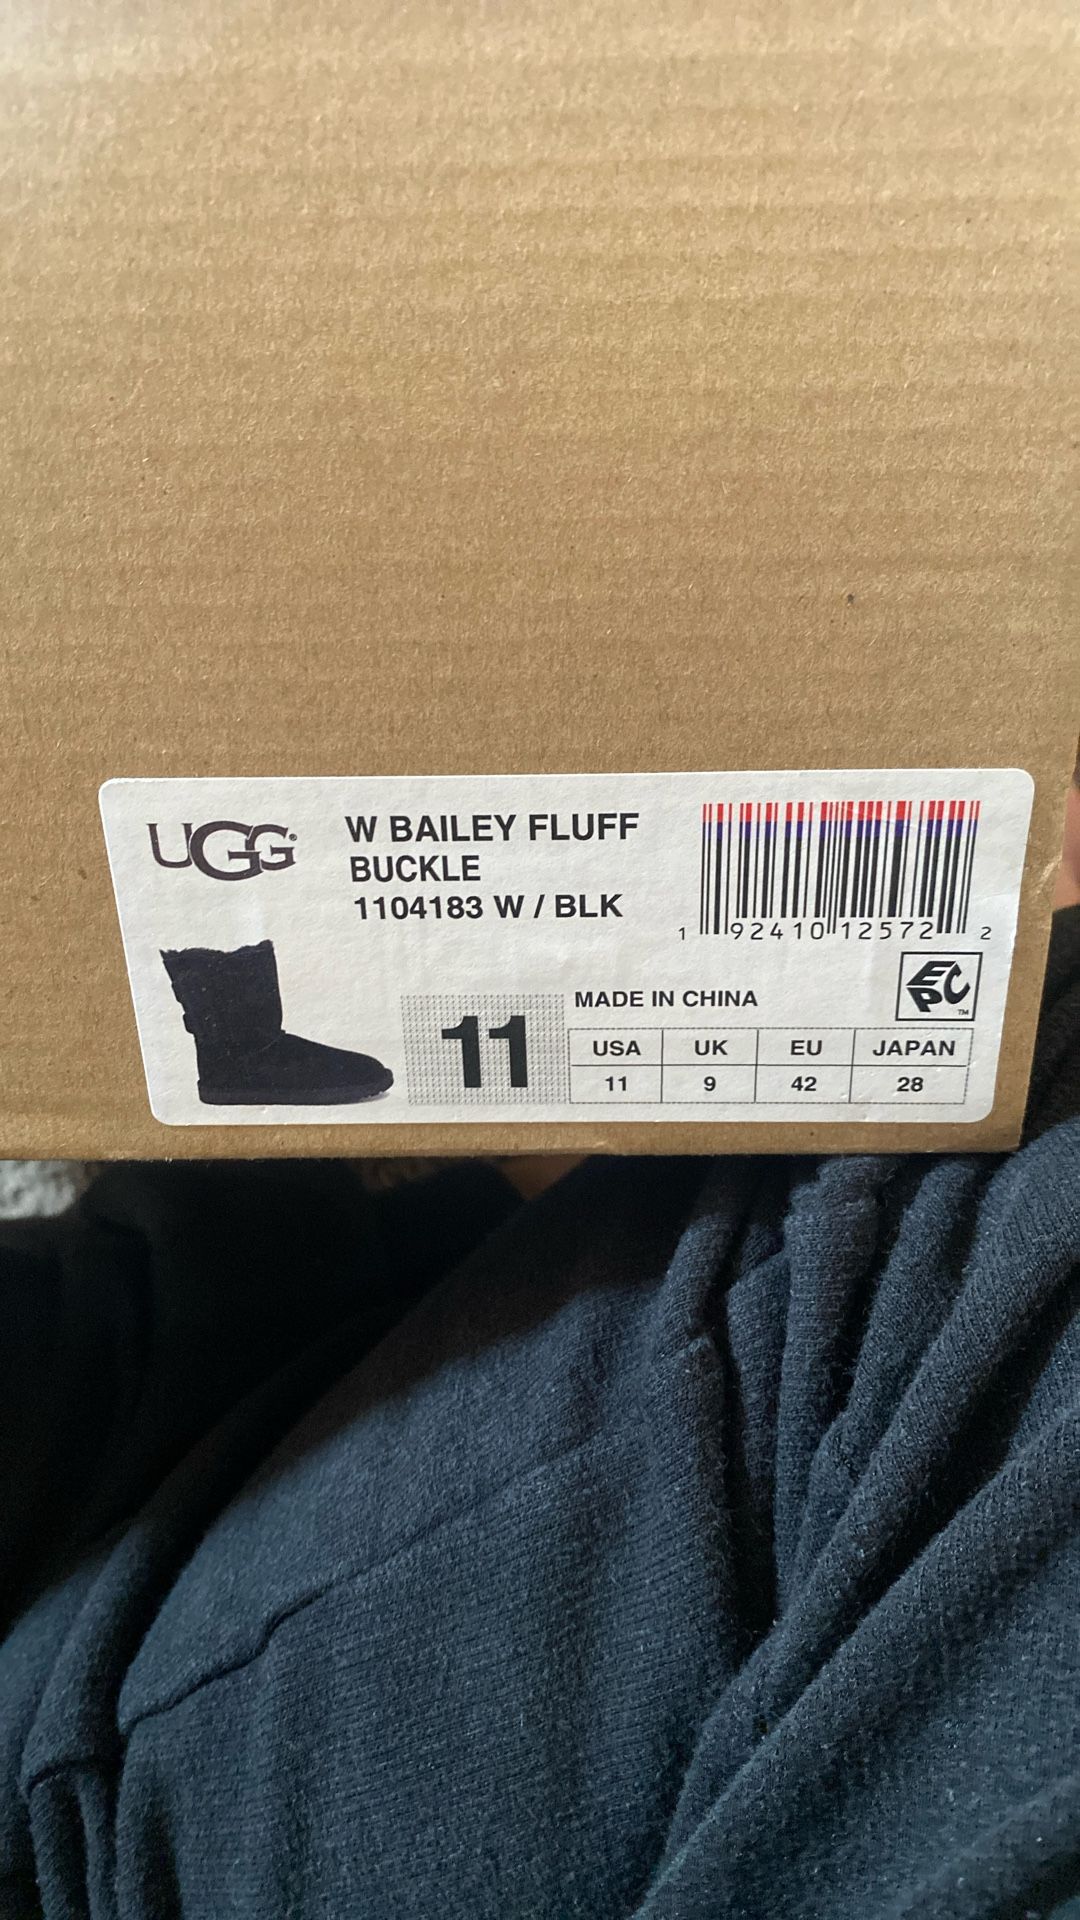 UGG®
W BAILEY FLUFF
BUCKLE
1104183 W / BLK
1 92410 12572 2
EPC™
MADE IN CHINA
11
USA UK EU JAPAN
11 9 42 28